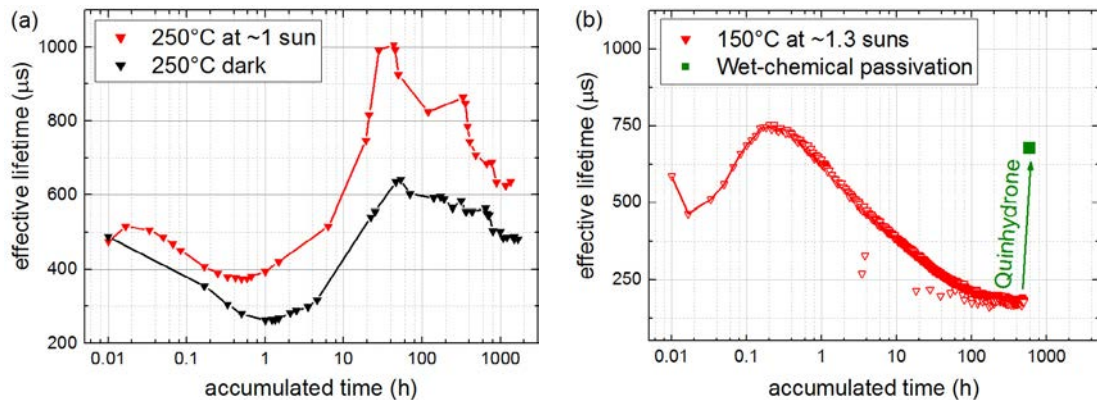 (a)
250°C at ~1 sun
250°C dark
1000
800
600
400
200
effective lifetime (µs)
0.01 0.1 1 10 100 1000
accumulated time (h)
(b)
150°C at ~1.3 suns
Wet-chemical passivation
Quinhydrone
1000
750
500
250
effective lifetime (µs)
0.01 0.1 1 10 100 1000
accumulated time (h)